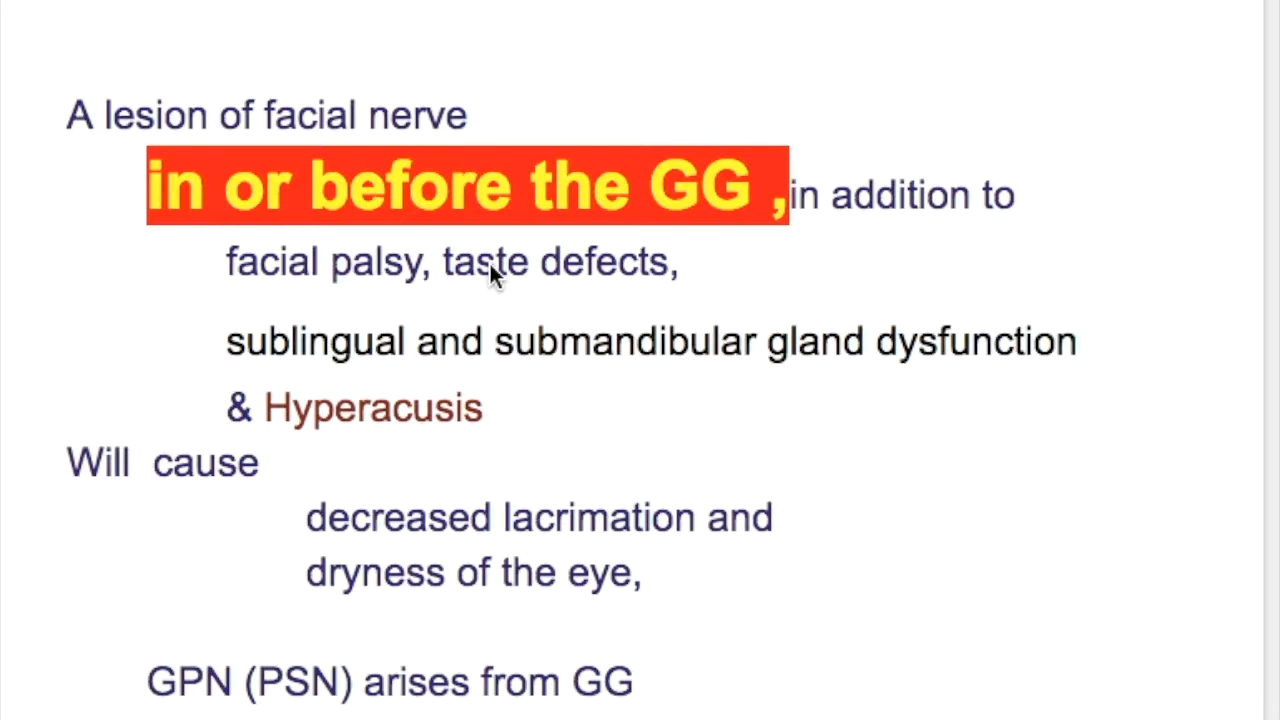 A lesion of facial nerve
in or before the GG ,in addition to
facial palsy, taste defects,
sublingual and submandibular gland dysfunction
& Hyperacusis
Will cause
decreased lacrimation and
dryness of the eye,
GPN (PSN) arises from GG